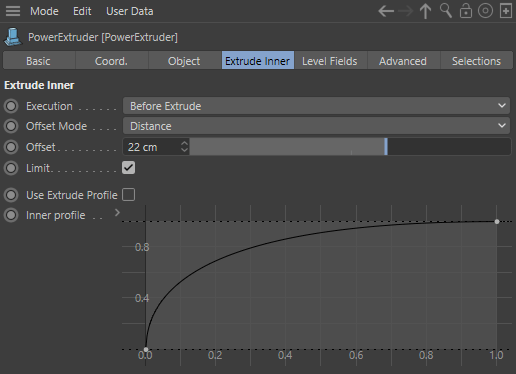 Mode Edit User Data
PowerExtruder [PowerExtruder]
Basic Coord. Object Extrude Inner Level Fields Advanced Selections
Extrude Inner
Execution . . . . . . Before Extrude
Offset Mode . . . . Distance
Offset . . . . . . . . . 22 cm
Limit. . . . . . . . . .
Use Extrude Profile
Inner profile . . .
0.8
0.4
0.0 0.2 0.4 0.6 0.8 1.0